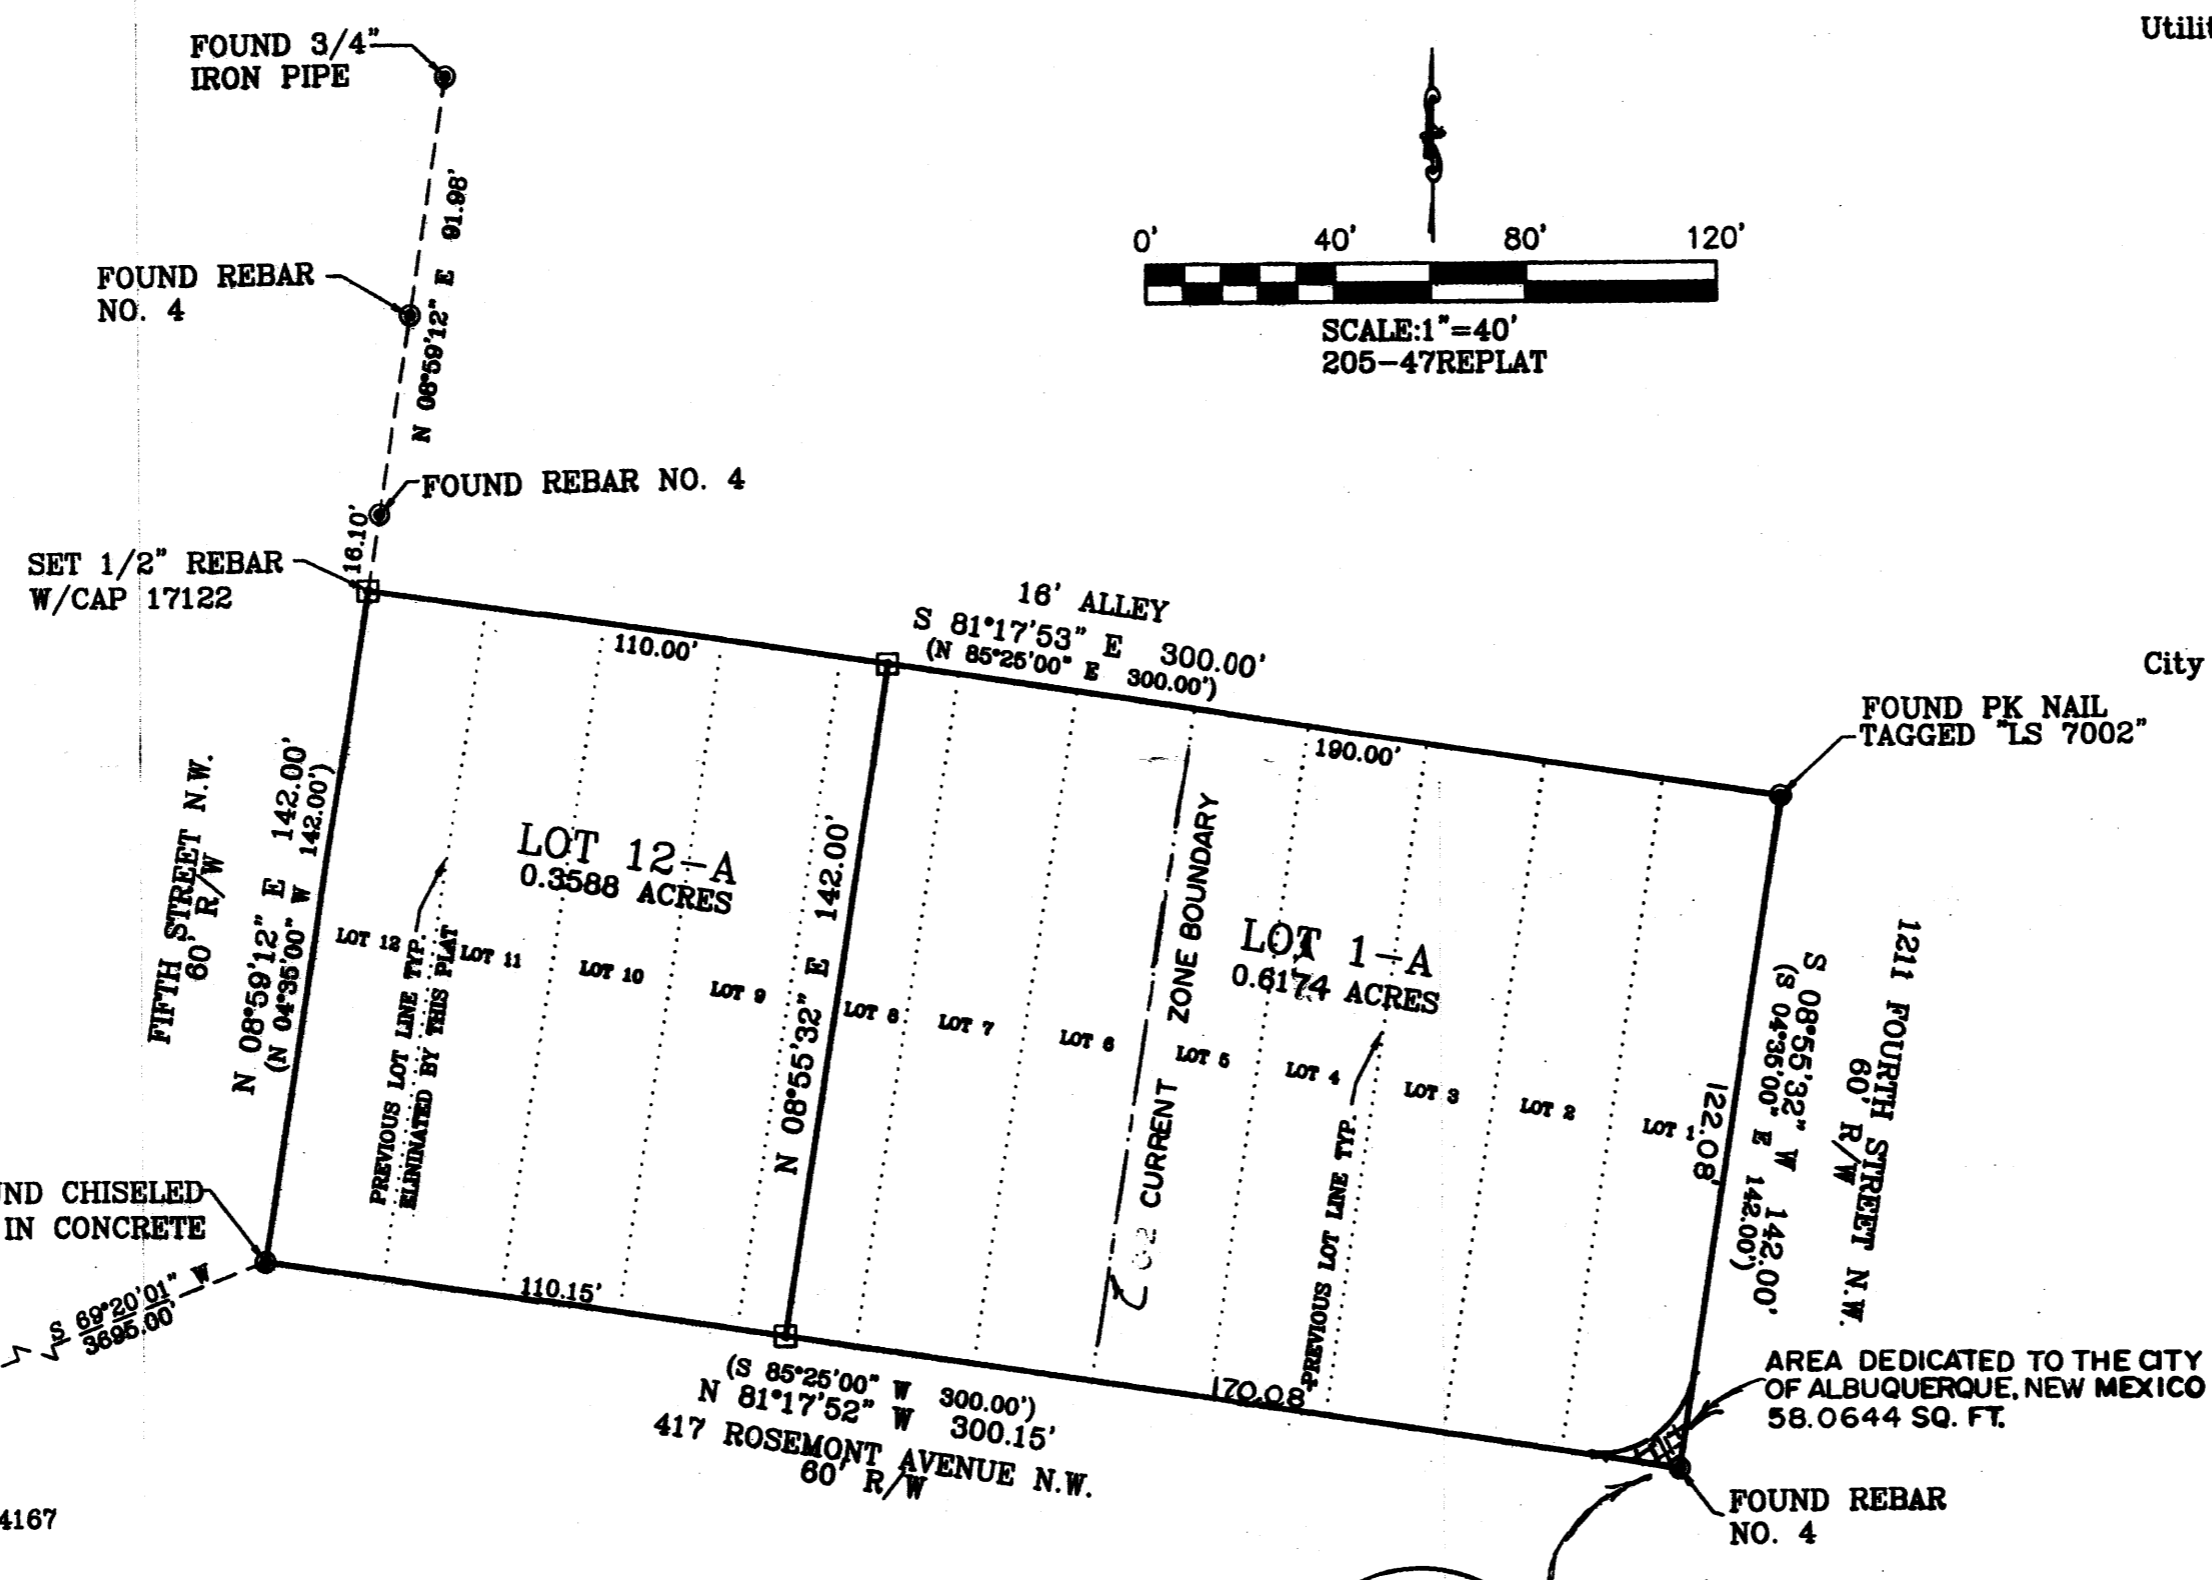 Utilit
FOUND 3/4"
IRON PIPE
N 08°59'12" E 91.98'
FOUND REBAR
NO. 4
0' 40' 80' 120'
SCALE:1"=40'
205-47REPLAT
FOUND REBAR NO. 4
16.10'
SET 1/2" REBAR
W/CAP 17122
16' ALLEY
S 81°17'53" E 300.00'
(N 85°25'00" E 300.00')
110.00'
190.00'
City
FOUND PK NAIL
TAGGED "LS 7002"
FIFTH STREET N.W.
60' R/W
N 08°59'12" E 142.00'
(N 04°35'00" W 142.00')
LOT 12-A
0.3588 ACRES
N 08°55'32" E 142.00'
CURRENT ZONE BOUNDARY
LOT 1-A
0.6174 ACRES
LOT 12
LOT 11
LOT 10
LOT 9
LOT 8
LOT 7
LOT 6
LOT 5
LOT 4
LOT 3
LOT 2
LOT 1
PREVIOUS LOT LINE TYP.
ELININATED BY THIS PLAT
PREVIOUS LOT LINE TYP.
122.08'
S 08°55'32" W 142.00'
(S 04°35'00" E 142.00')
1211 FOURTH STREET N.W.
60' R/W
UND CHISELED
IN CONCRETE
S 69°20'01" W
3695.00'
110.15'
170.08'
(S 85°25'00" W 300.00')
N 81°17'52" W 300.15'
417 ROSEMONT AVENUE N.W.
60' R/W
AREA DEDICATED TO THE CITY
OF ALBUQUERQUE, NEW MEXICO
58.0644 SQ. FT.
FOUND REBAR
NO. 4
4167